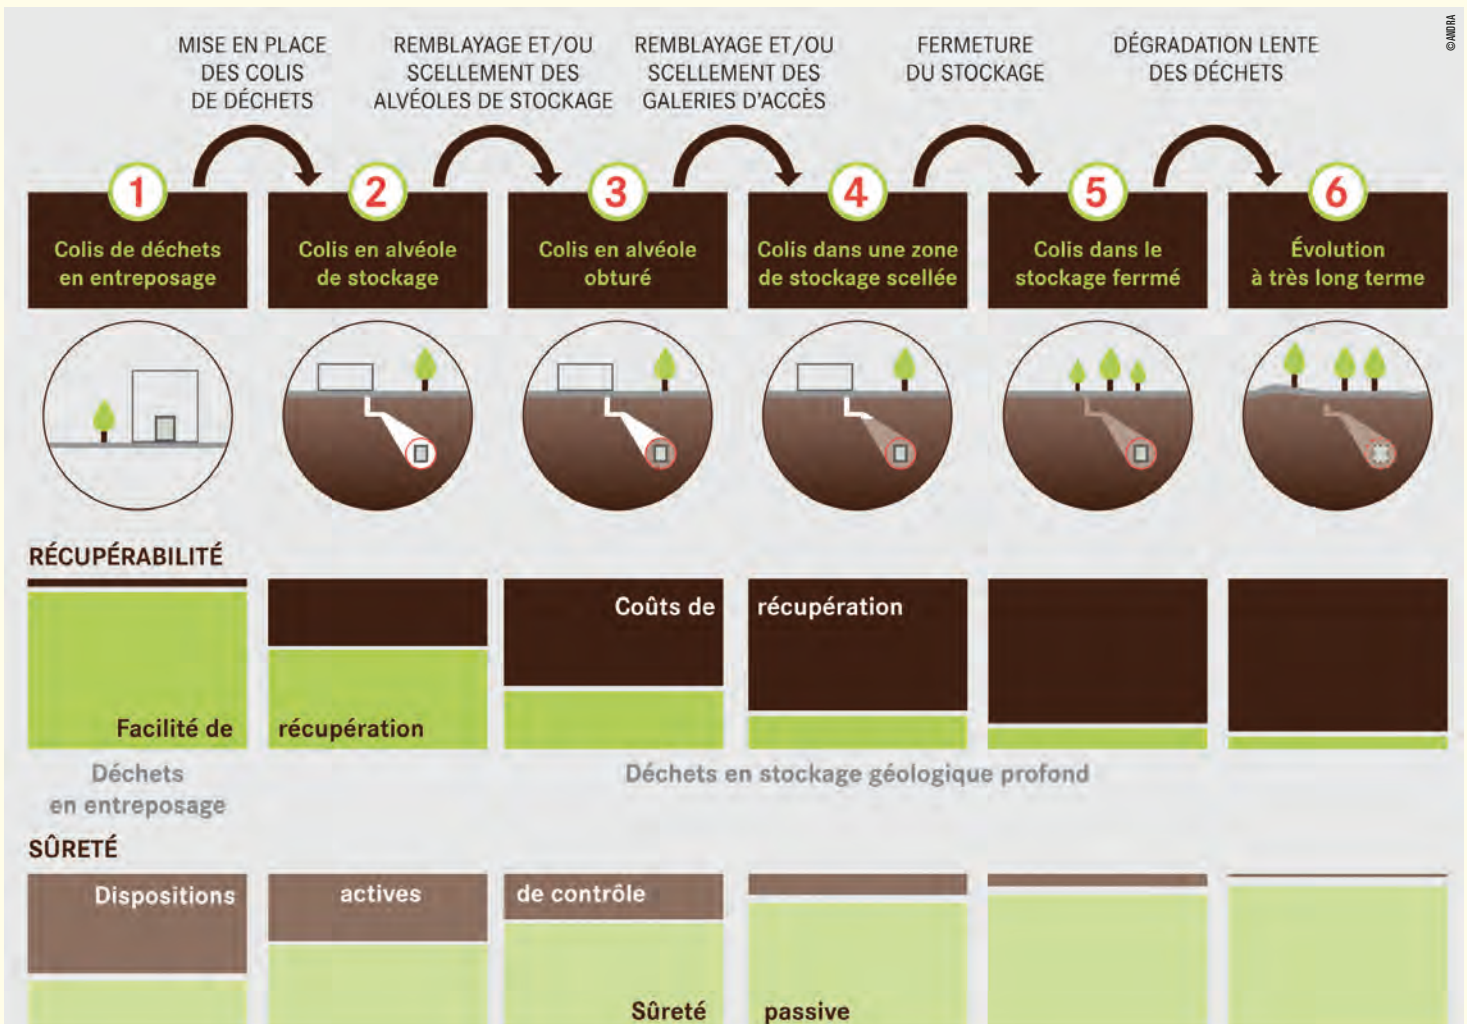 ©ANDRA
MISE EN PLACE
DES COLIS
DE DÉCHETS
REMBLAYAGE ET/OU
SCELLEMENT DES
ALVÉOLES DE STOCKAGE
REMBLAYAGE ET/OU
SCELLEMENT DES
GALERIES D'ACCÈS
FERMETURE
DU STOCKAGE
DÉGRADATION LENTE
DES DÉCHETS
1
Colis de déchets
en entreposage
2
Colis en alvéole
de stockage
3
Colis en alvéole
obturé
4
Colis dans une zone
de stockage scellée
5
Colis dans le
stockage ferrmé
6
Évolution
à très long terme
RÉCUPÉRABILITÉ
Coûts de récupération
Facilité de récupération
Déchets
en entreposage
Déchets en stockage géologique profond
SÛRETÉ
Dispositions actives de contrôle
Sûreté passive